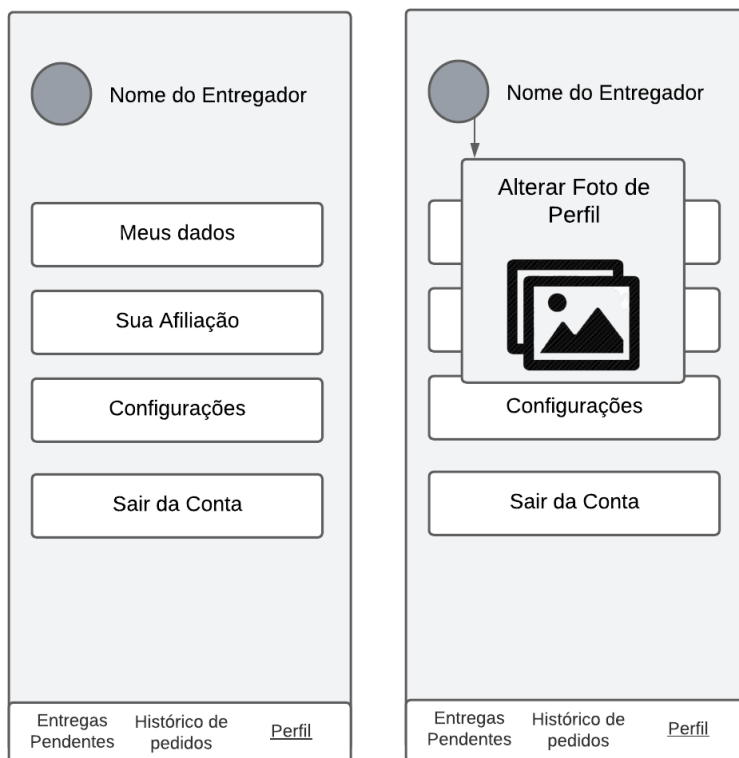 Nome do Entregador
Meus dados
Sua Afiliação
Configurações
Sair da Conta
Entregas
Pendentes
Histórico de
pedidos
Perfil
Nome do Entregador
Alterar Foto de
Perfil
Configurações
Sair da Conta
Entregas
Pendentes
Histórico de
pedidos
Perfil